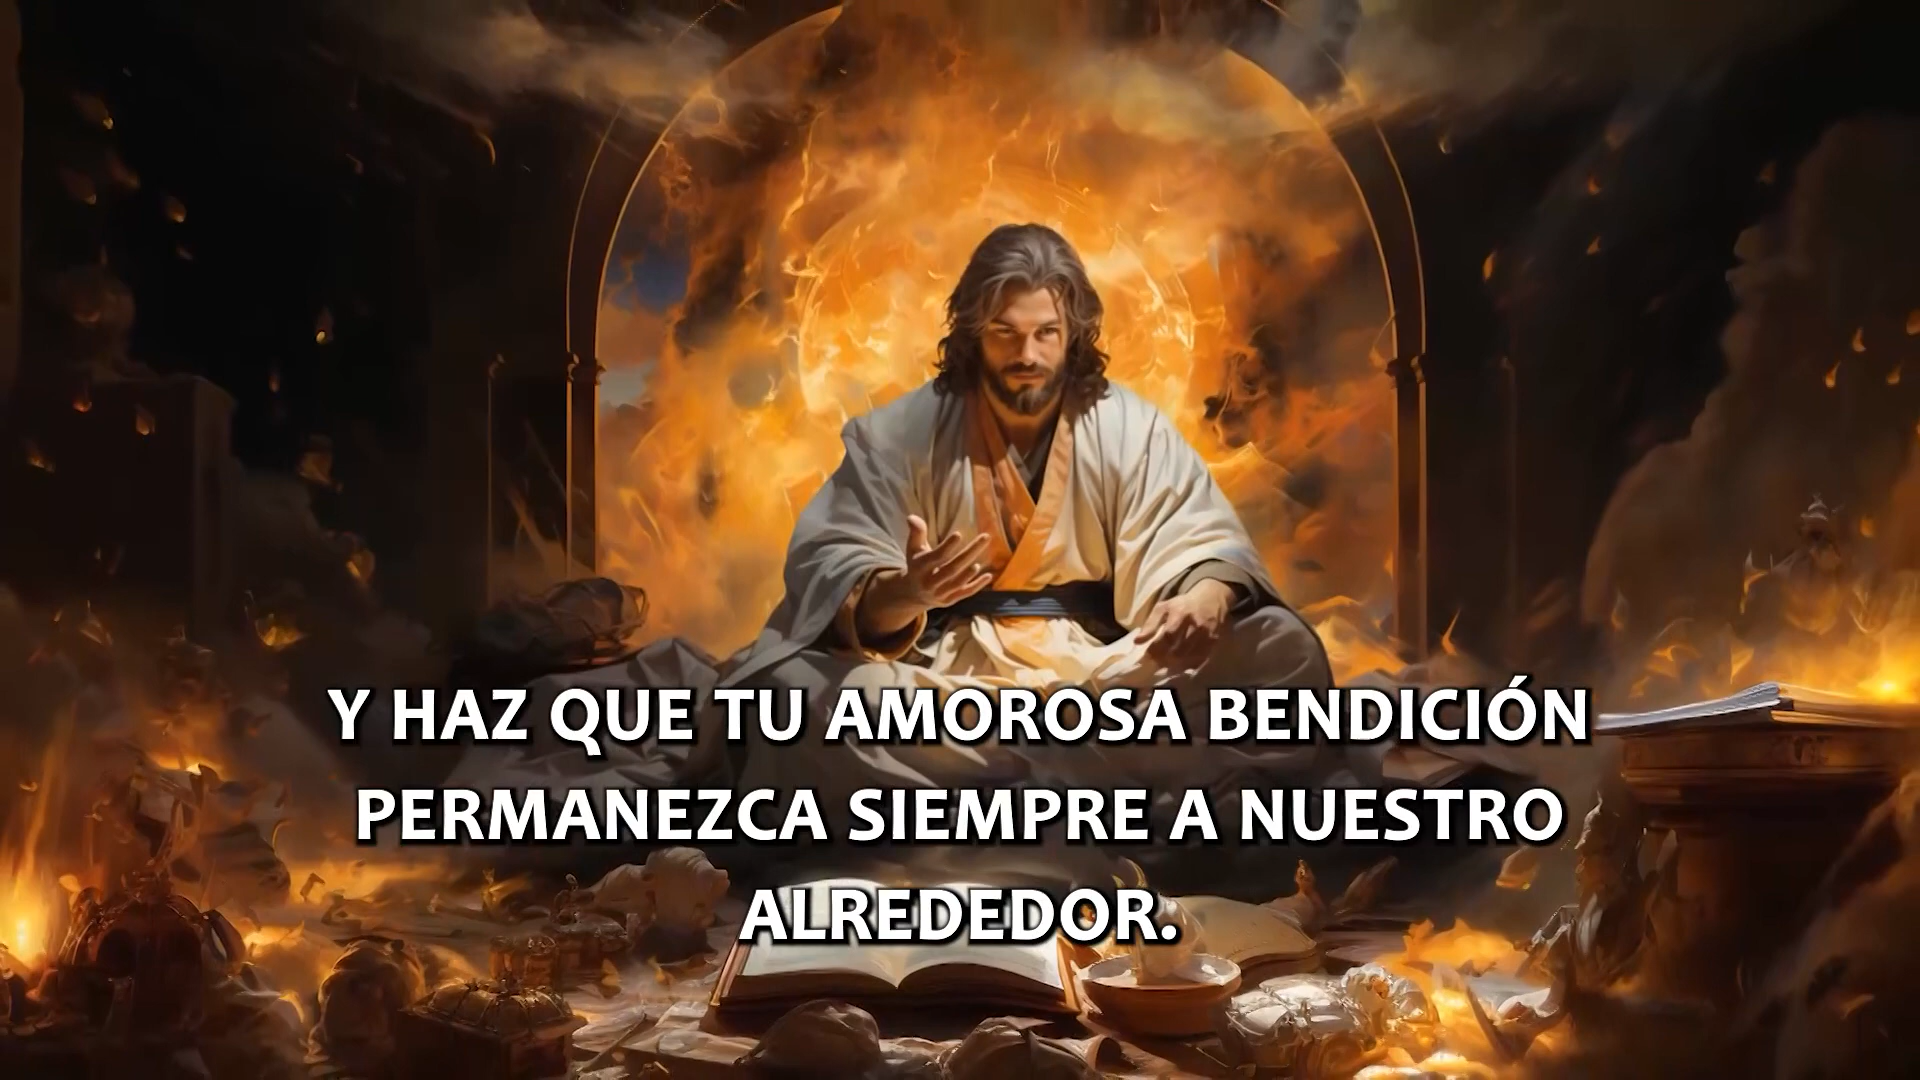 Y HAZ QUE TU AMOROSA BENDICIÓN
PERMANEZCA SIEMPRE A NUESTRO
ALREDEDOR.